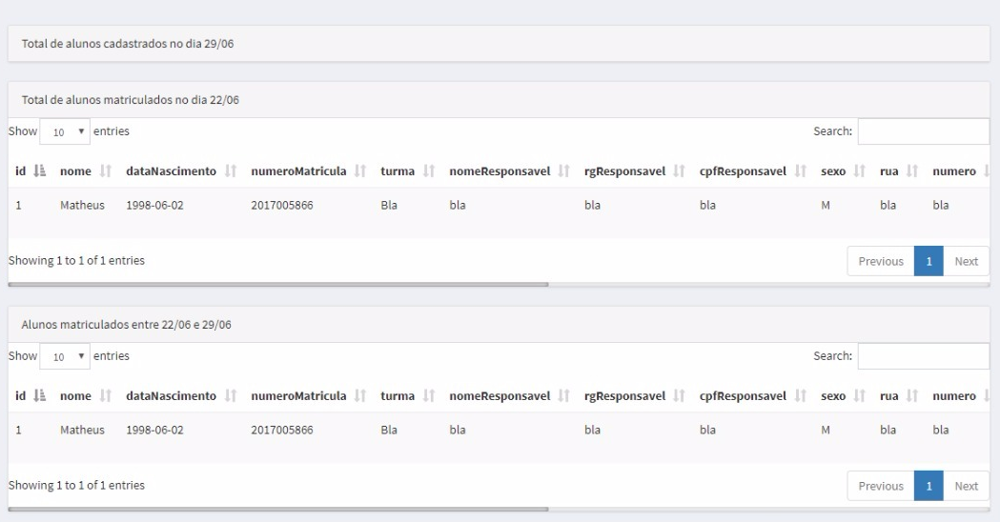 Total de alunos cadastrados no dia 29/06
Total de alunos matriculados no dia 22/06
Show 10 entries Search:
id nome dataNascimento numeroMatricula turma nomeResponsavel rgResponsavel cpfResponsavel sexo rua numero
1 Matheus 1998-06-02 2017005866 Bla bla bla bla M bla bla
Showing 1 to 1 of 1 entries Previous 1 Next
Alunos matriculados entre 22/06 e 29/06
Show 10 entries Search:
id nome dataNascimento numeroMatricula turma nomeResponsavel rgResponsavel cpfResponsavel sexo rua numero
1 Matheus 1998-06-02 2017005866 Bla bla bla bla M bla bla
Showing 1 to 1 of 1 entries Previous 1 Next